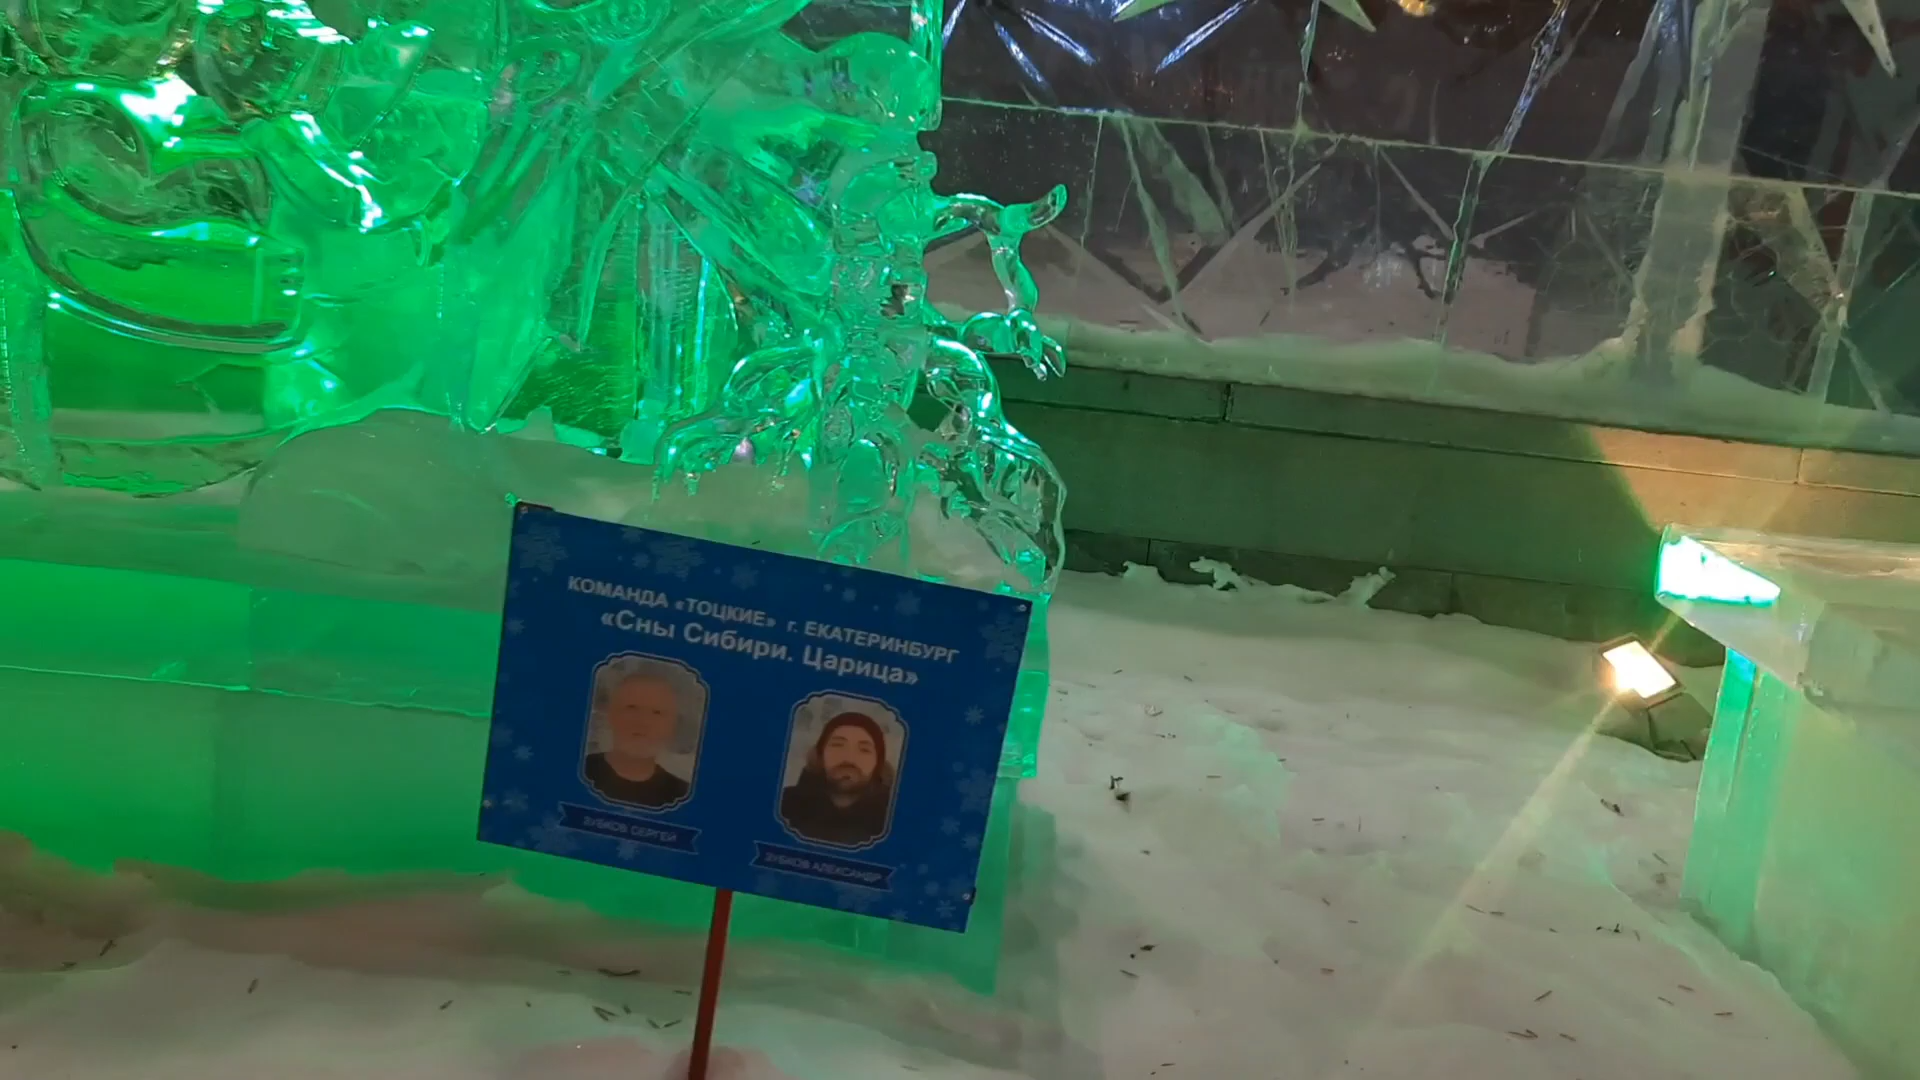 КОМАНДА «ТОЦКИЕ» г. ЕКАТЕРИНБУРГ
«Сны Сибири. Царица»
ЗУБКОВ СЕРГЕЙ
ЗУБКОВ АЛЕКСАНДР